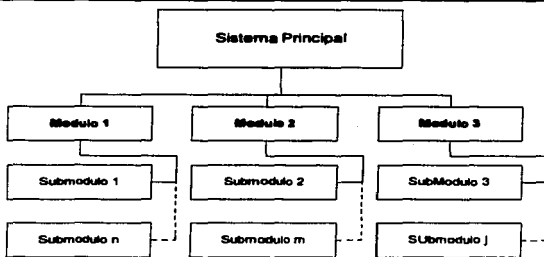 Sistema Principal
Modulo 1
Modulo 2
Modulo 3
Submodulo 1
Submodulo 2
SubModulo 3
Submodulo n
Submodulo m
SUbmodulo j